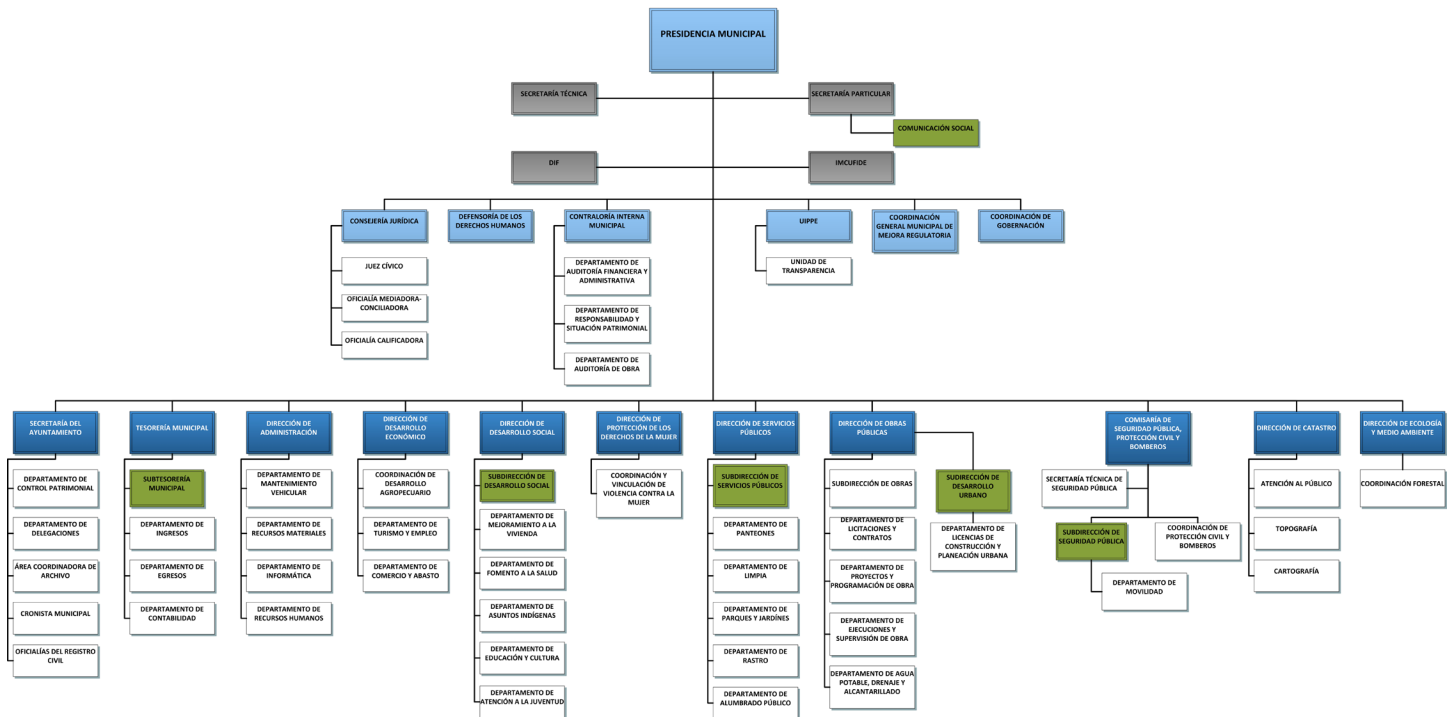 PRESIDENCIA MUNICIPAL
SECRETARÍA TÉCNICA
SECRETARÍA PARTICULAR
COMUNICACIÓN SOCIAL
DIF
IMCUFIDE
CONSEJERÍA JURÍDICA
JUEZ CÍVICO
OFICIALÍA MEDIADORA-
CONCILIADORA
OFICIALÍA CALIFICADORA
DEFENSORÍA DE LOS
DERECHOS HUMANOS
CONTRALORÍA INTERNA
MUNICIPAL
DEPARTAMENTO DE
AUDITORÍA FINANCIERA Y
ADMINISTRATIVA
DEPARTAMENTO DE
RESPONSABILIDAD Y
SITUACIÓN PATRIMONIAL
DEPARTAMENTO DE
AUDITORÍA DE OBRA
UIPPE
UNIDAD DE
TRANSPARENCIA
COORDINACIÓN
GENERAL MUNICIPAL DE
MEJORA REGULATORIA
COORDINACIÓN DE
GOBERNACIÓN
SECRETARÍA DEL
AYUNTAMIENTO
DEPARTAMENTO DE
CONTROL PATRIMONIAL
DEPARTAMENTO DE
DELEGACIONES
ÁREA COORDINADORA
DE ARCHIVO
CRONISTA MUNICIPAL
OFICIALÍAS DEL REGISTRO
CIVIL
TESORERÍA MUNICIPAL
SUBTESORERÍA
MUNICIPAL
DEPARTAMENTO DE
INGRESOS
DEPARTAMENTO DE
EGRESOS
DEPARTAMENTO DE
CONTABILIDAD
DIRECCIÓN DE
ADMINISTRACIÓN
DEPARTAMENTO DE
MANTENIMIENTO
VEHICULAR
DEPARTAMENTO DE
RECURSOS MATERIALES
DEPARTAMENTO DE
INFORMÁTICA
DEPARTAMENTO DE
RECURSOS HUMANOS
DIRECCIÓN DE
DESARROLLO
ECONÓMICO
COORDINACIÓN DE
DESARROLLO
AGROPECUARIO
DEPARTAMENTO DE
TURISMO Y EMPLEO
DEPARTAMENTO DE
COMERCIO Y ABASTO
DIRECCIÓN DE
DESARROLLO SOCIAL
SUBDIRECCIÓN DE
DESARROLLO SOCIAL
DEPARTAMENTO DE
MEJORAMIENTO A LA
VIVIENDA
DEPARTAMENTO DE
FOMENTO A LA SALUD
DEPARTAMENTO DE
ASUNTOS INDÍGENAS
DEPARTAMENTO DE
EDUCACIÓN Y CULTURA
DEPARTAMENTO DE
ATENCIÓN A LA JUVENTUD
DIRECCIÓN DE
PROTECCIÓN DE
LOS DERECHOS DE LA MUJER
COORDINACIÓN Y
VINCULACIÓN DE
VIOLENCIA CONTRA LA
MUJER
DIRECCIÓN DE SERVICIOS
PÚBLICOS
SUBDIRECCIÓN DE
SERVICIOS PÚBLICOS
DEPARTAMENTO DE
PANTEONES
DEPARTAMENTO DE
LIMPIA
DEPARTAMENTO DE
PARQUES Y JARDÍNES
DEPARTAMENTO DE
RASTRO
DEPARTAMENTO DE
ALUMBRADO PÚBLICO
DIRECCIÓN DE OBRAS
PÚBLICAS
SUBDIRECCIÓN DE OBRAS
DEPARTAMENTO DE
LICITACIONES Y
CONTRATOS
DEPARTAMENTO DE
PROYECTOS Y
PROGRAMACIÓN DE OBRA
DEPARTAMENTO DE
EJECUCIONES Y
SUPERVISIÓN DE OBRA
DEPARTAMENTO DE AGUA
POTABLE, DRENAJE Y
ALCANTARILLADO
SUDIRECCIÓN DE
DESARROLLO
URBANO
DEPARTAMENTO DE
LICENCIAS DE
CONSTRUCCIÓN Y
PLANEACIÓN URBANA
COMISARÍA DE
SEGURIDAD PÚBLICA,
PROTECCIÓN CIVIL Y
BOMBEROS
SECRETARÍA TÉCNICA DE
SEGURIDAD PÚBLICA
SUBDIRECCIÓN DE
SEGURIDAD PÚBLICA
DEPARTAMENTO DE
MOVILIDAD
COORDINACIÓN DE
PROTECCIÓN CIVIL Y
BOMBEROS
DIRECCIÓN DE CATASTRO
ATENCIÓN AL PÚBLICO
TOPOGRAFÍA
CARTOGRAFÍA
DIRECCIÓN DE ECOLOGÍA
Y MEDIO AMBIENTE
COORDINACIÓN FORESTAL